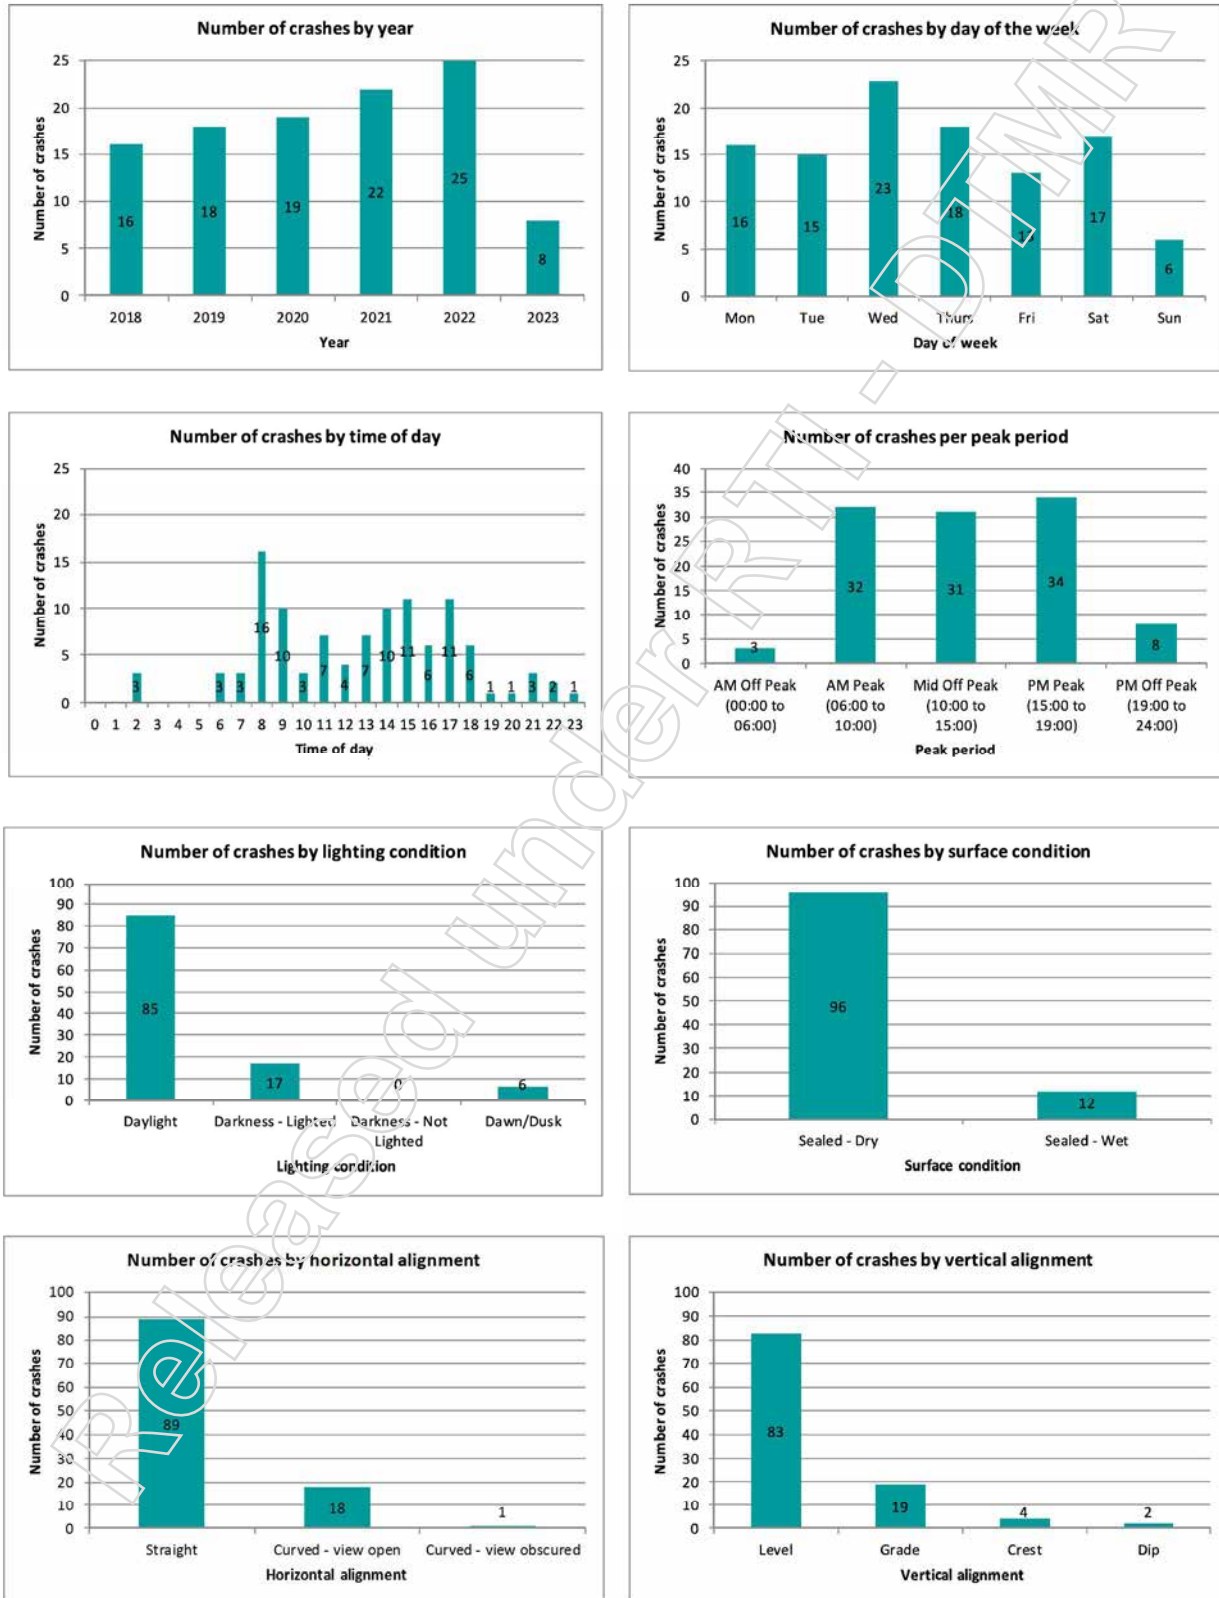 Number of crashes by year
Number of crashes
25
20
15
10
5
0
16
18
19
22
25
8
2018 2019 2020 2021 2022 2023
Year
Number of crashes by day of the week
Number of crashes
25
20
15
10
5
0
16
15
23
18
13
17
6
Mon Tue Wed Thurs Fri Sat Sun
Day of week
Number of crashes by time of day
Number of crashes
25
20
15
10
5
0
3
3
3
16
10
3
7
4
7
10
11
6
11
6
1
1
3
2
1
0 1 2 3 4 5 6 7 8 9 10 11 12 13 14 15 16 17 18 19 20 21 22 23
Time of day
Number of crashes per peak period
Number of crashes
40
35
30
25
20
15
10
5
0
3
32
31
34
8
AM Off Peak (00:00 to 06:00)
AM Peak (06:00 to 10:00)
Mid Off Peak (10:00 to 15:00)
PM Peak (15:00 to 19:00)
PM Off Peak (19:00 to 24:00)
Peak period
Number of crashes by lighting condition
Number of crashes
100
90
80
70
60
50
40
30
20
10
0
85
17
0
6
Daylight
Darkness - Lighted
Darkness - Not Lighted
Dawn/Dusk
Lighting condition
Number of crashes by surface condition
Number of crashes
100
90
80
70
60
50
40
30
20
10
0
96
12
Sealed - Dry
Sealed - Wet
Surface condition
Number of crashes by horizontal alignment
Number of crashes
100
90
80
70
60
50
40
30
20
10
0
89
18
1
Straight
Curved - view open
Curved - view obscured
Horizontal alignment
Number of crashes by vertical alignment
Number of crashes
100
90
80
70
60
50
40
30
20
10
0
83
19
4
2
Level
Grade
Crest
Dip
Vertical alignment
Released under RTI - DTMR